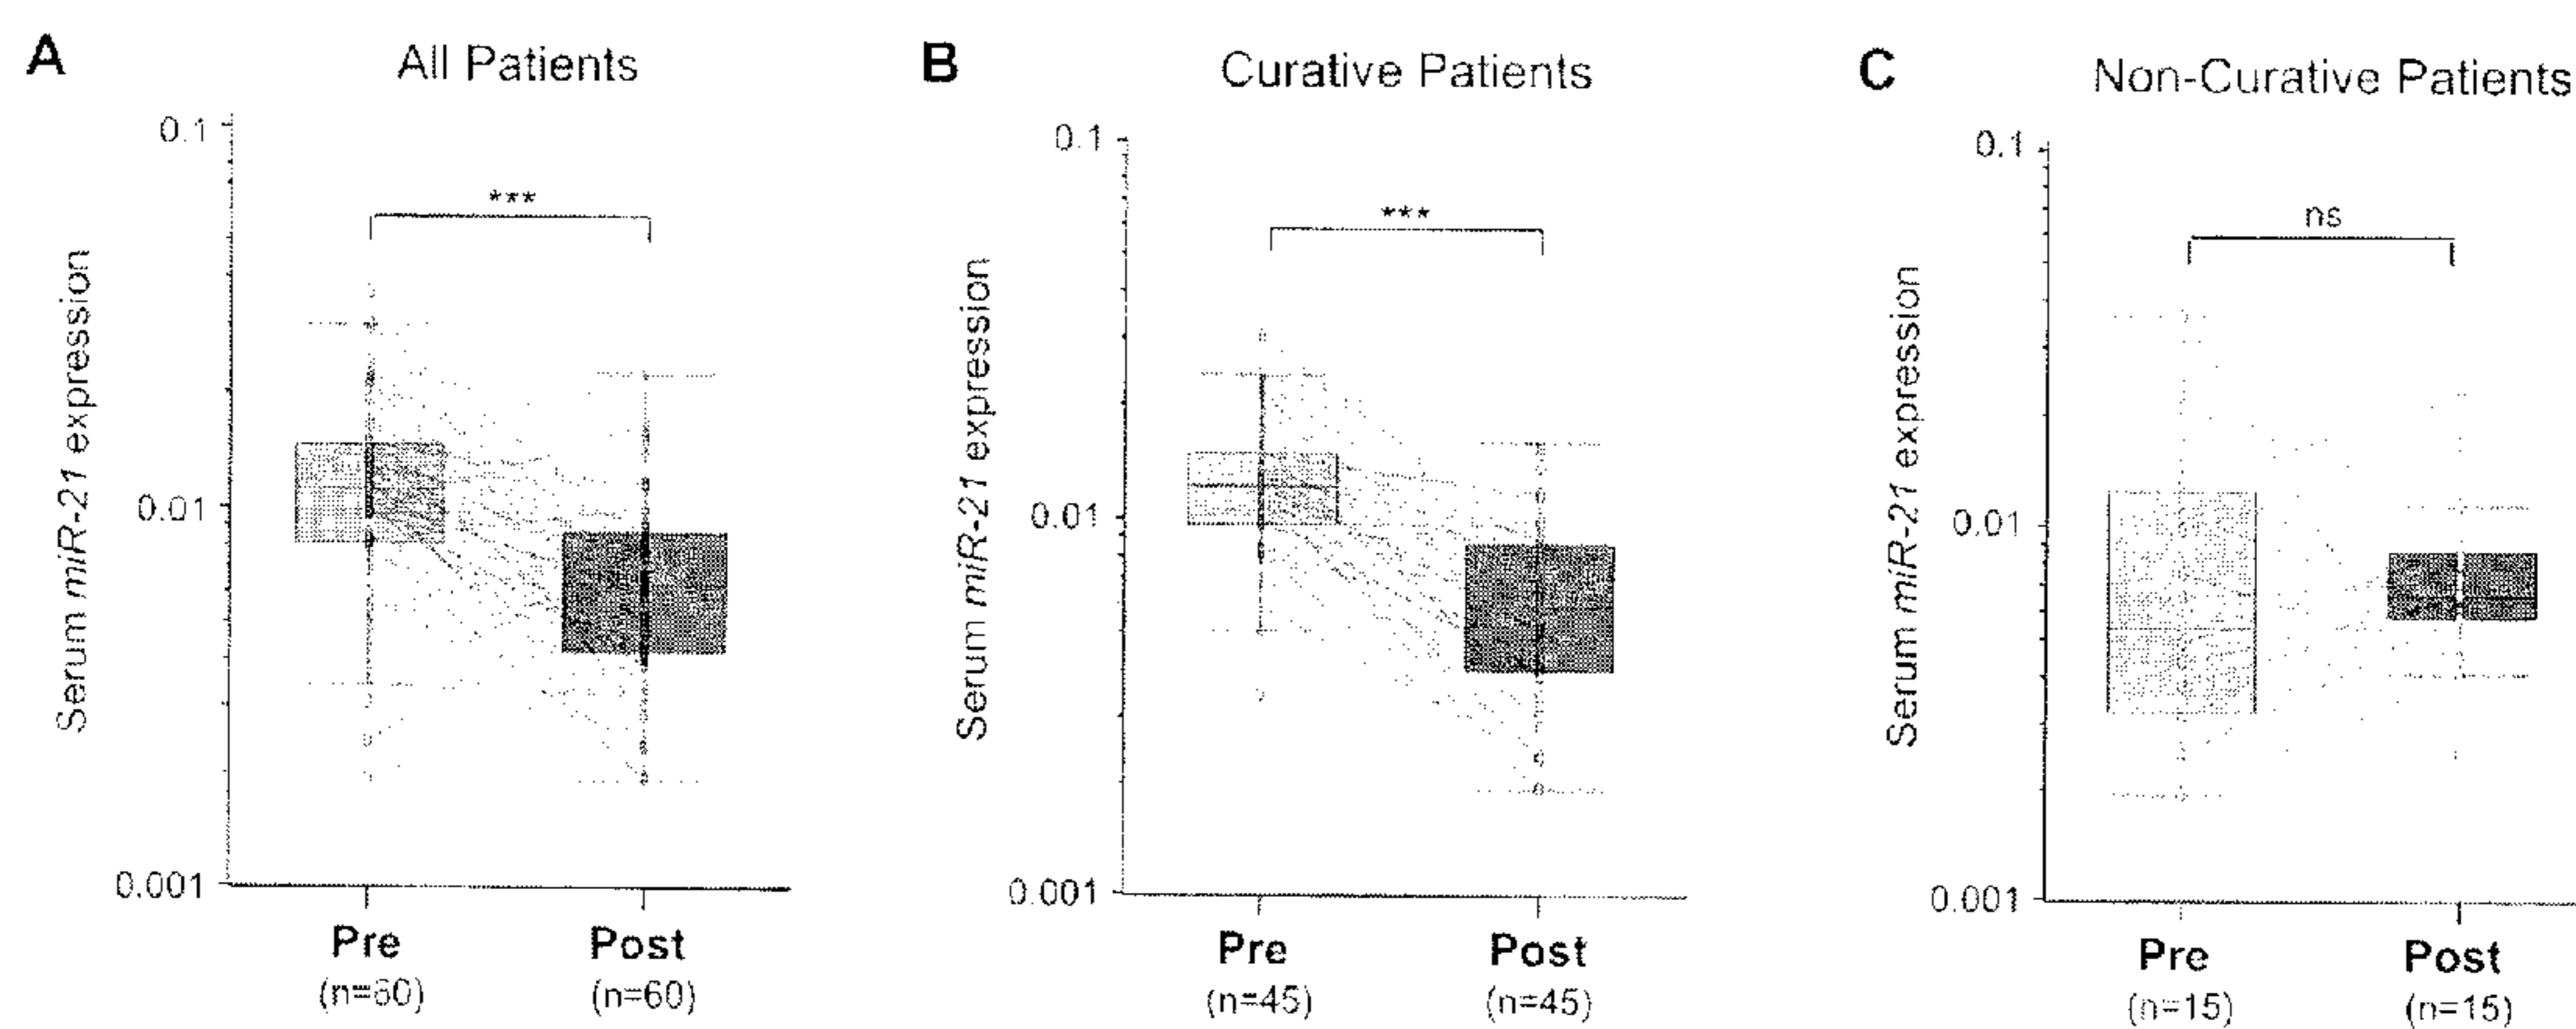 A
All Patients
0.1
***
0.01
0.001
Serum miR-21 expression
Pre
(n=60)
Post
(n=60)
B
Curative Patients
0.1
***
0.01
0.001
Serum miR-21 expression
Pre
(n=45)
Post
(n=45)
C
Non-Curative Patients
0.1
ns
0.01
0.001
Serum miR-21 expression
Pre
(n=15)
Post
(n=15)